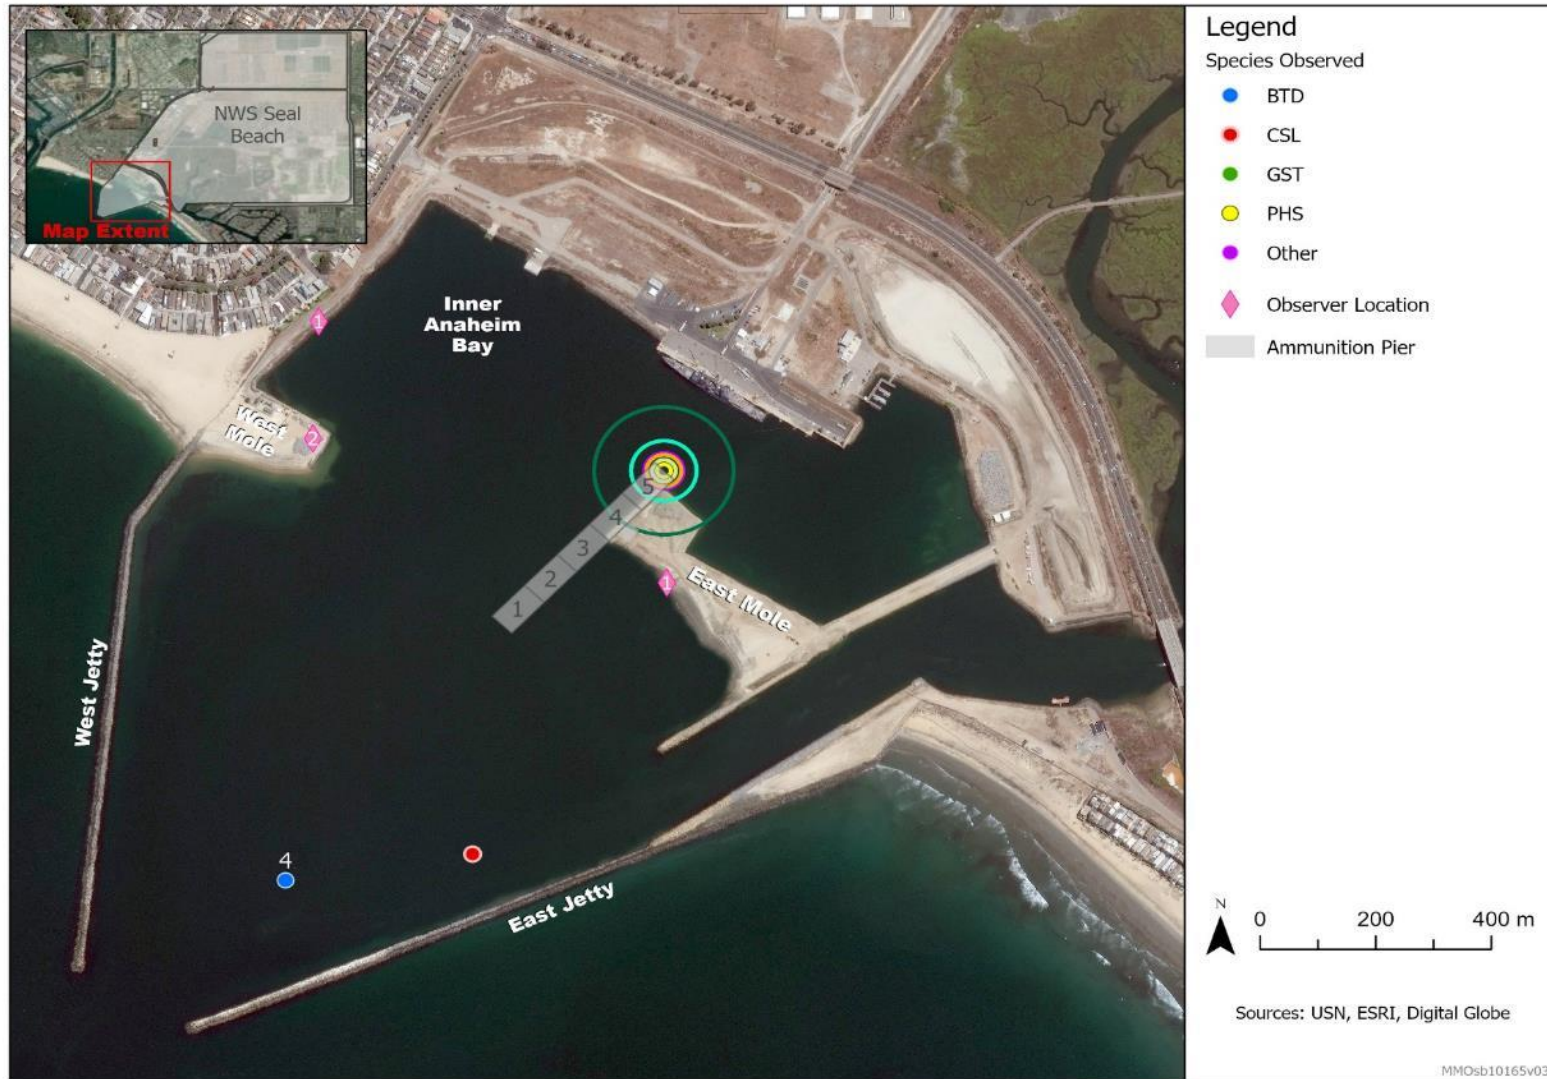 NWS Seal
Beach
Map Extent
Inner
Anaheim
Bay
1
West
Mole
2
5
4
3
2
1
1
East Mole
West Jetty
4
East Jetty
Legend
Species Observed
BTD
CSL
GST
PHS
Other
Observer Location
Ammunition Pier
N
0 200 400 m
Sources: USN, ESRI, Digital Globe
MMOsb10165v03